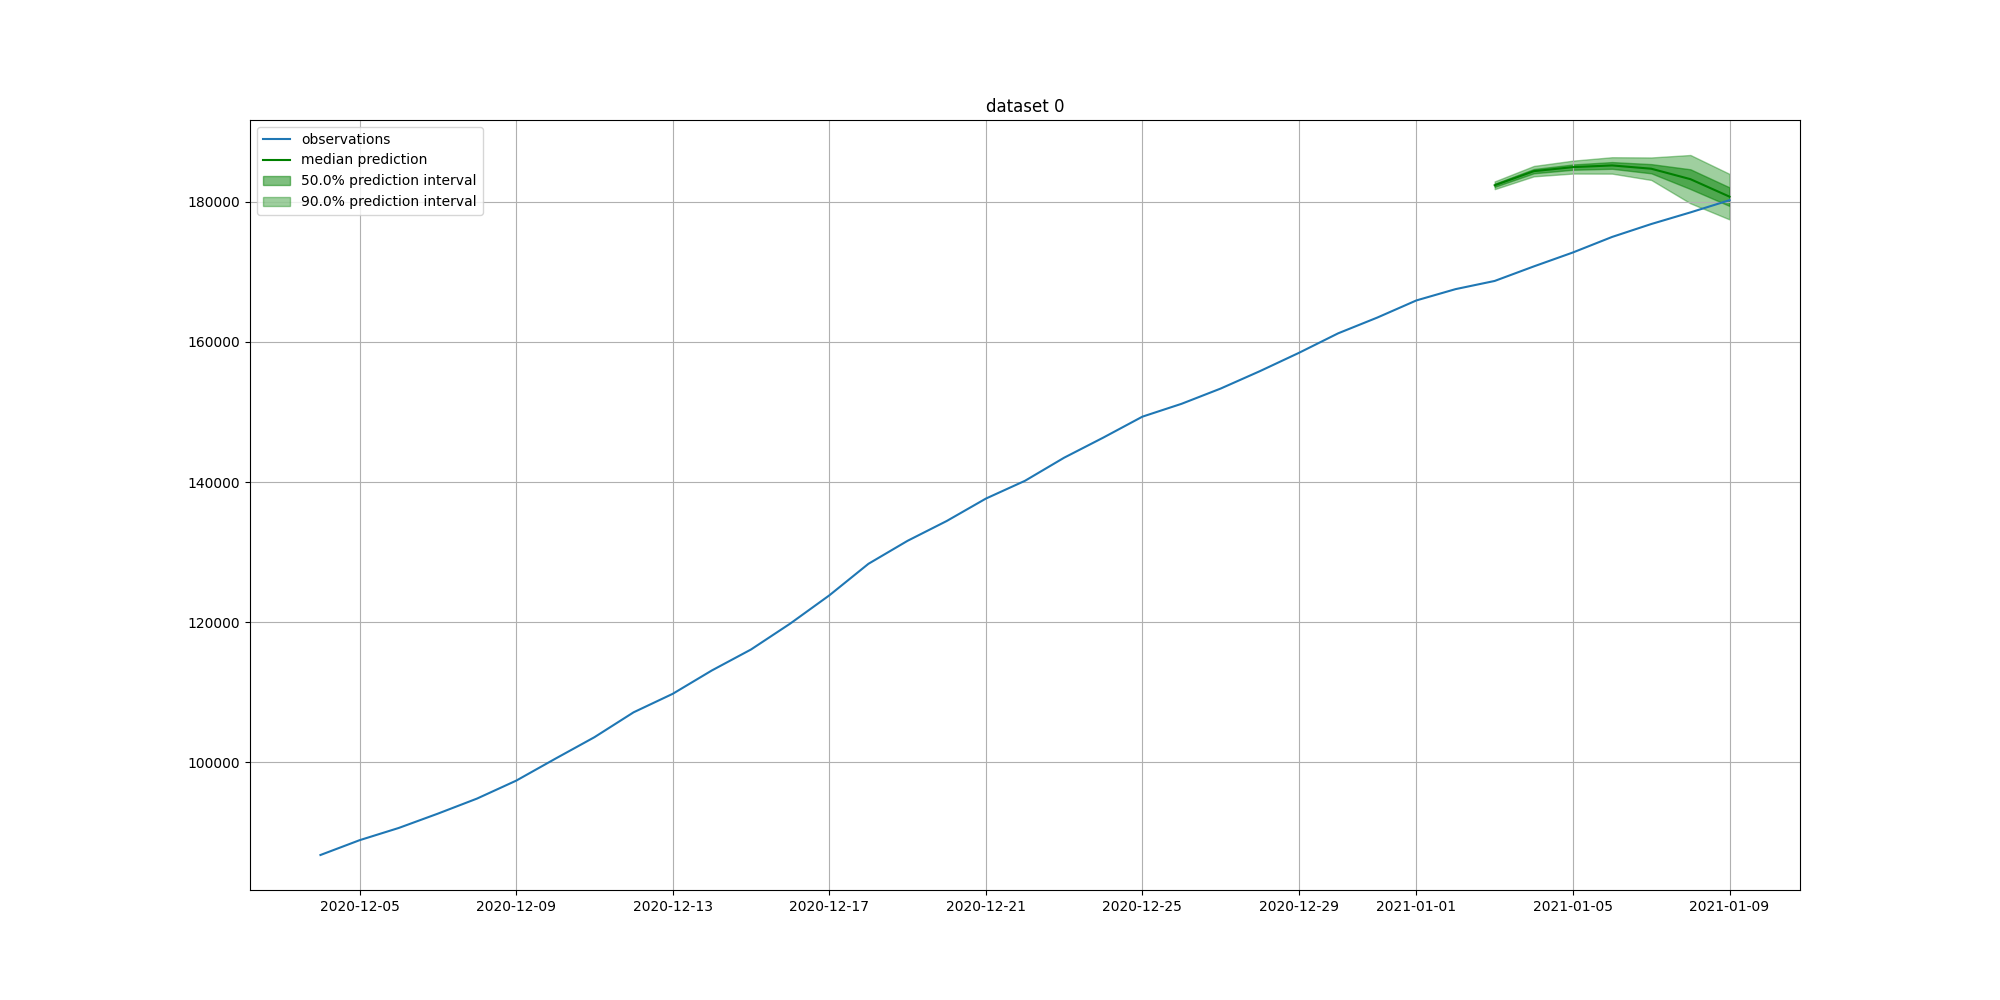 dataset 0
observations
median prediction
50.0% prediction interval
90.0% prediction interval
180000
160000
140000
120000
100000
2020-12-05 2020-12-09 2020-12-13 2020-12-17 2020-12-21 2020-12-25 2020-12-29 2021-01-01 2021-01-05 2021-01-09